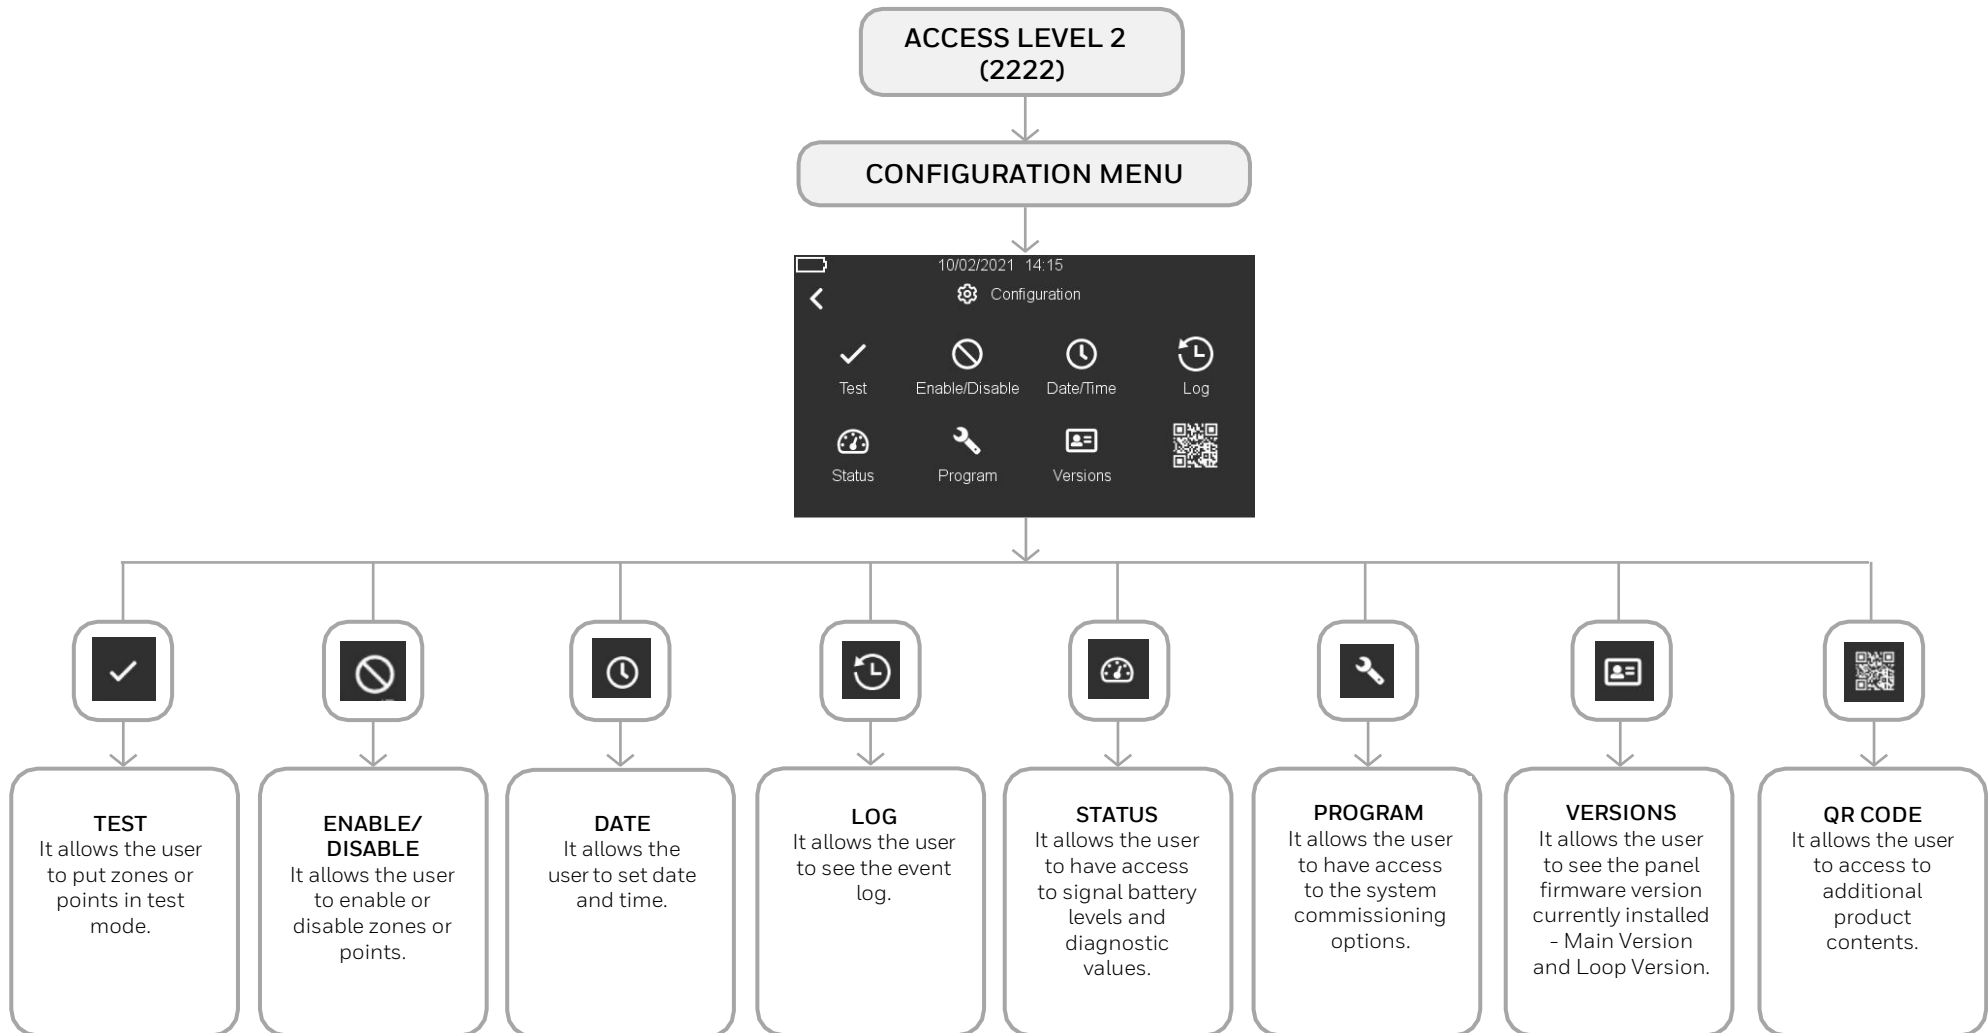 ACCESS LEVEL 2
(2222)
CONFIGURATION MENU
10/02/2021 14:15
Configuration
Test
Enable/Disable
Date/Time
Log
Status
Program
Versions
TEST
It allows the user
to put zones or
points in test
mode.
ENABLE/
DISABLE
It allows the user
to enable or
disable zones or
points.
DATE
It allows the
user to set date
and time.
LOG
It allows the user
to see the event
log.
STATUS
It allows the user
to have access
to signal battery
levels and
diagnostic
values.
PROGRAM
It allows the user
to have access
to the system
commissioning
options.
VERSIONS
It allows the user
to see the panel
firmware version
currently installed
- Main Version
and Loop Version.
QR CODE
It allows the user
to access to
additional
product
contents.